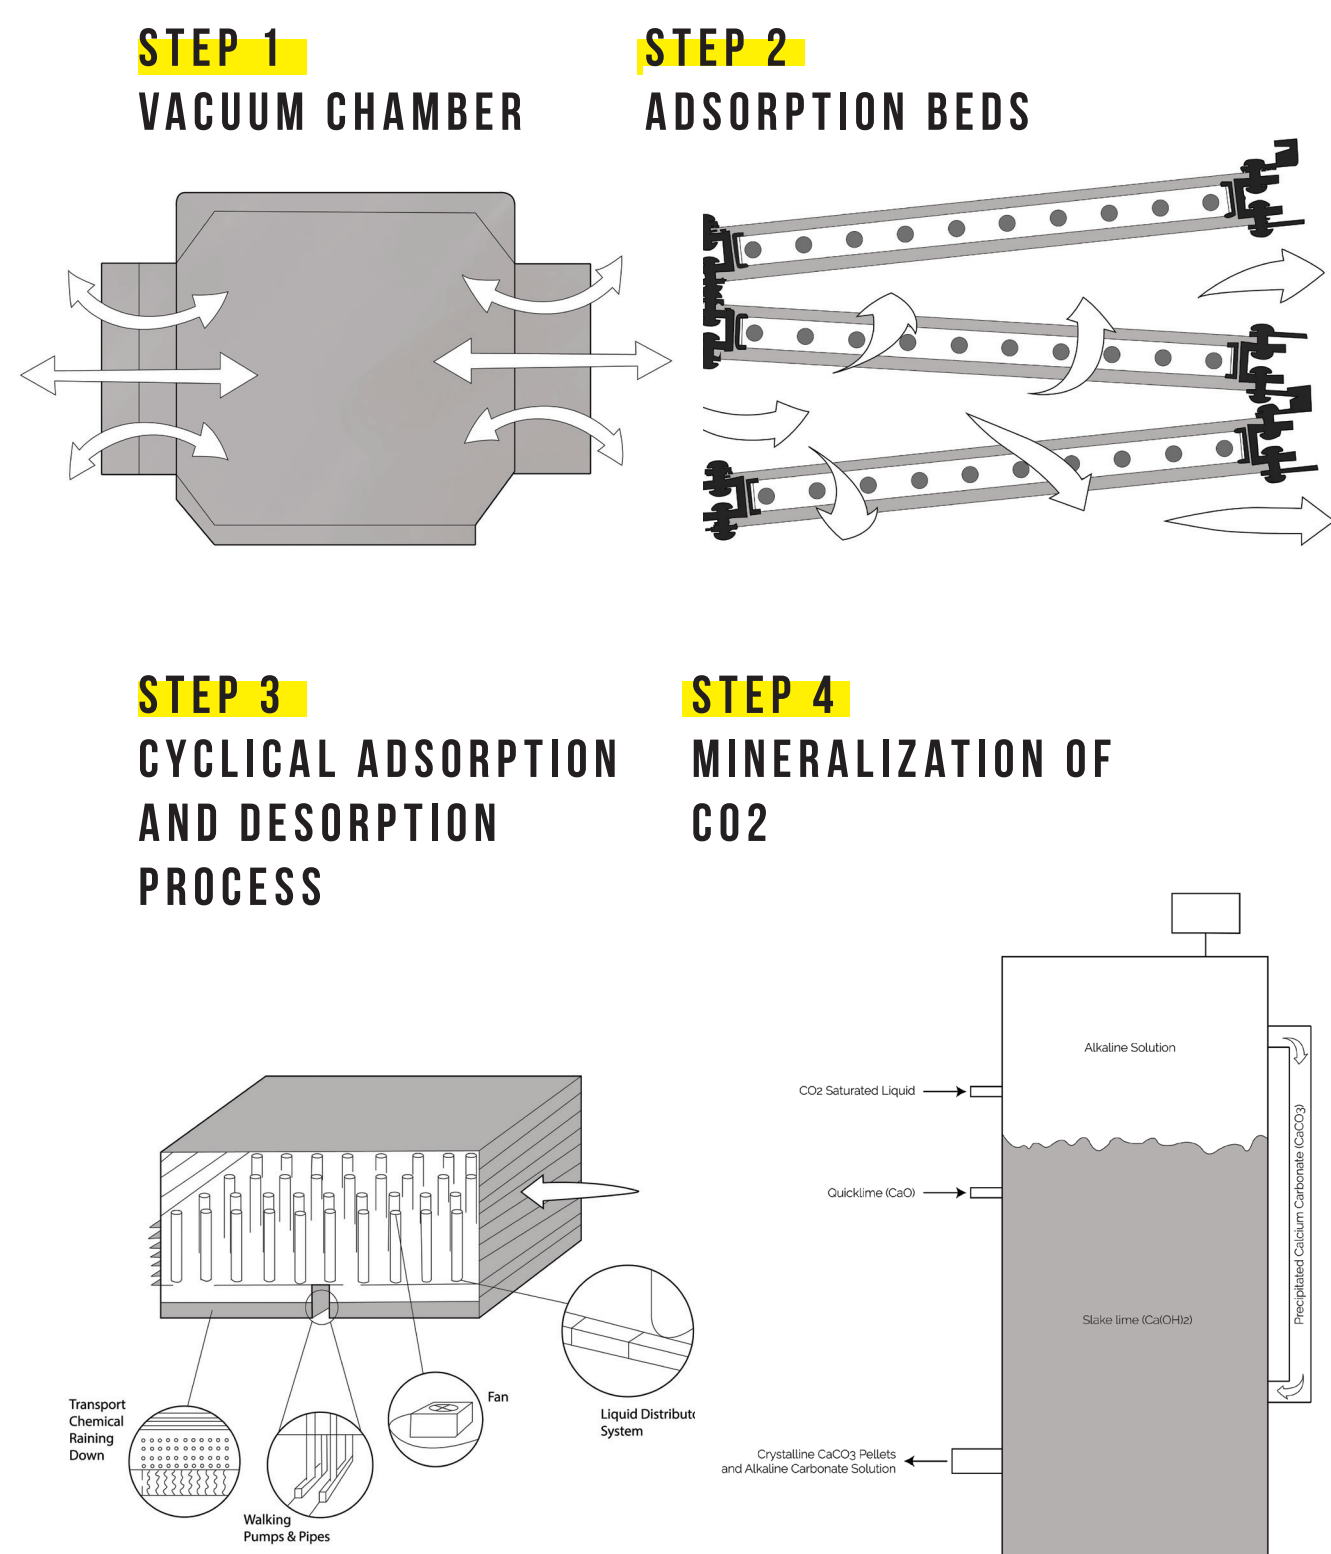 STEP 1
VACUUM CHAMBER
STEP 2
ADSORPTION BEDS
STEP 3
CYCLICAL ADSORPTION
AND DESORPTION
PROCESS
STEP 4
MINERALIZATION OF
CO2
Transport
Chemical
Raining
Down
Walking
Pumps & Pipes
Fan
Liquid Distributo
System
Alkaline Solution
CO2 Saturated Liquid
Quicklime (CaO)
Precipitated Calcium Carbonate (CaCO3)
Slake lime (Ca(OH)2)
Crystalline CaCO3 Pellets
and Alkaline Carbonate Solution